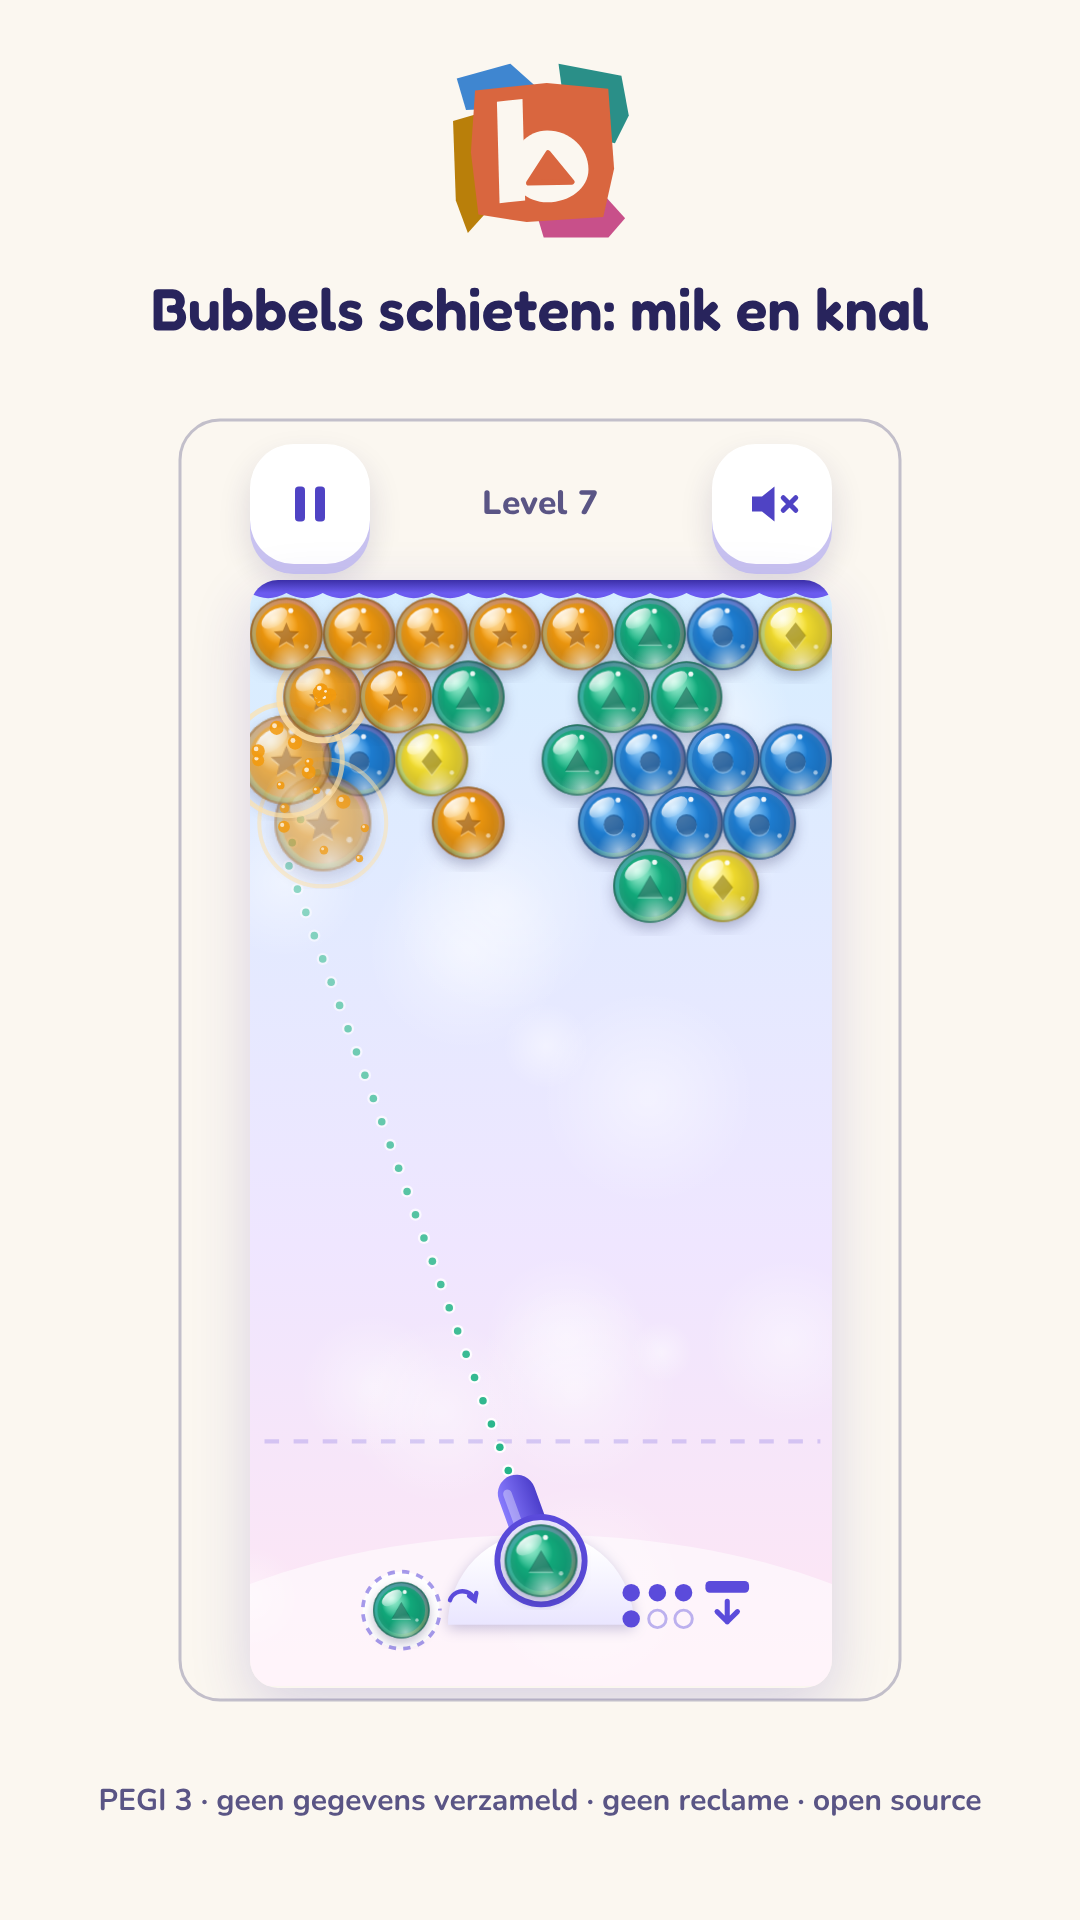 b
Bubbels schieten: mik en knal
Level 7
PEGI 3 · geen gegevens verzameld · geen reclame · open source